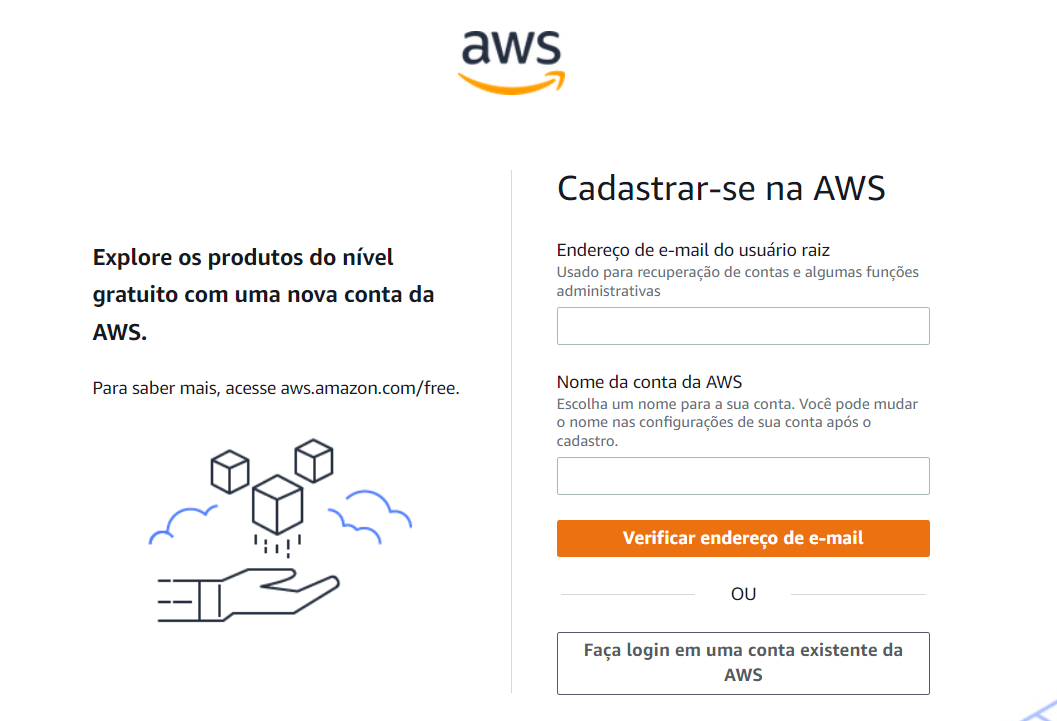 aws
Explore os produtos do nível
gratuito com uma nova conta da
AWS.
Para saber mais, acesse aws.amazon.com/free.
Cadastrar-se na AWS
Endereço de e-mail do usuário raiz
Usado para recuperação de contas e algumas funções
administrativas
Nome da conta da AWS
Escolha um nome para a sua conta. Você pode mudar
o nome nas configurações de sua conta após o
cadastro.
Verificar endereço de e-mail
OU
Faça login em uma conta existente da
AWS